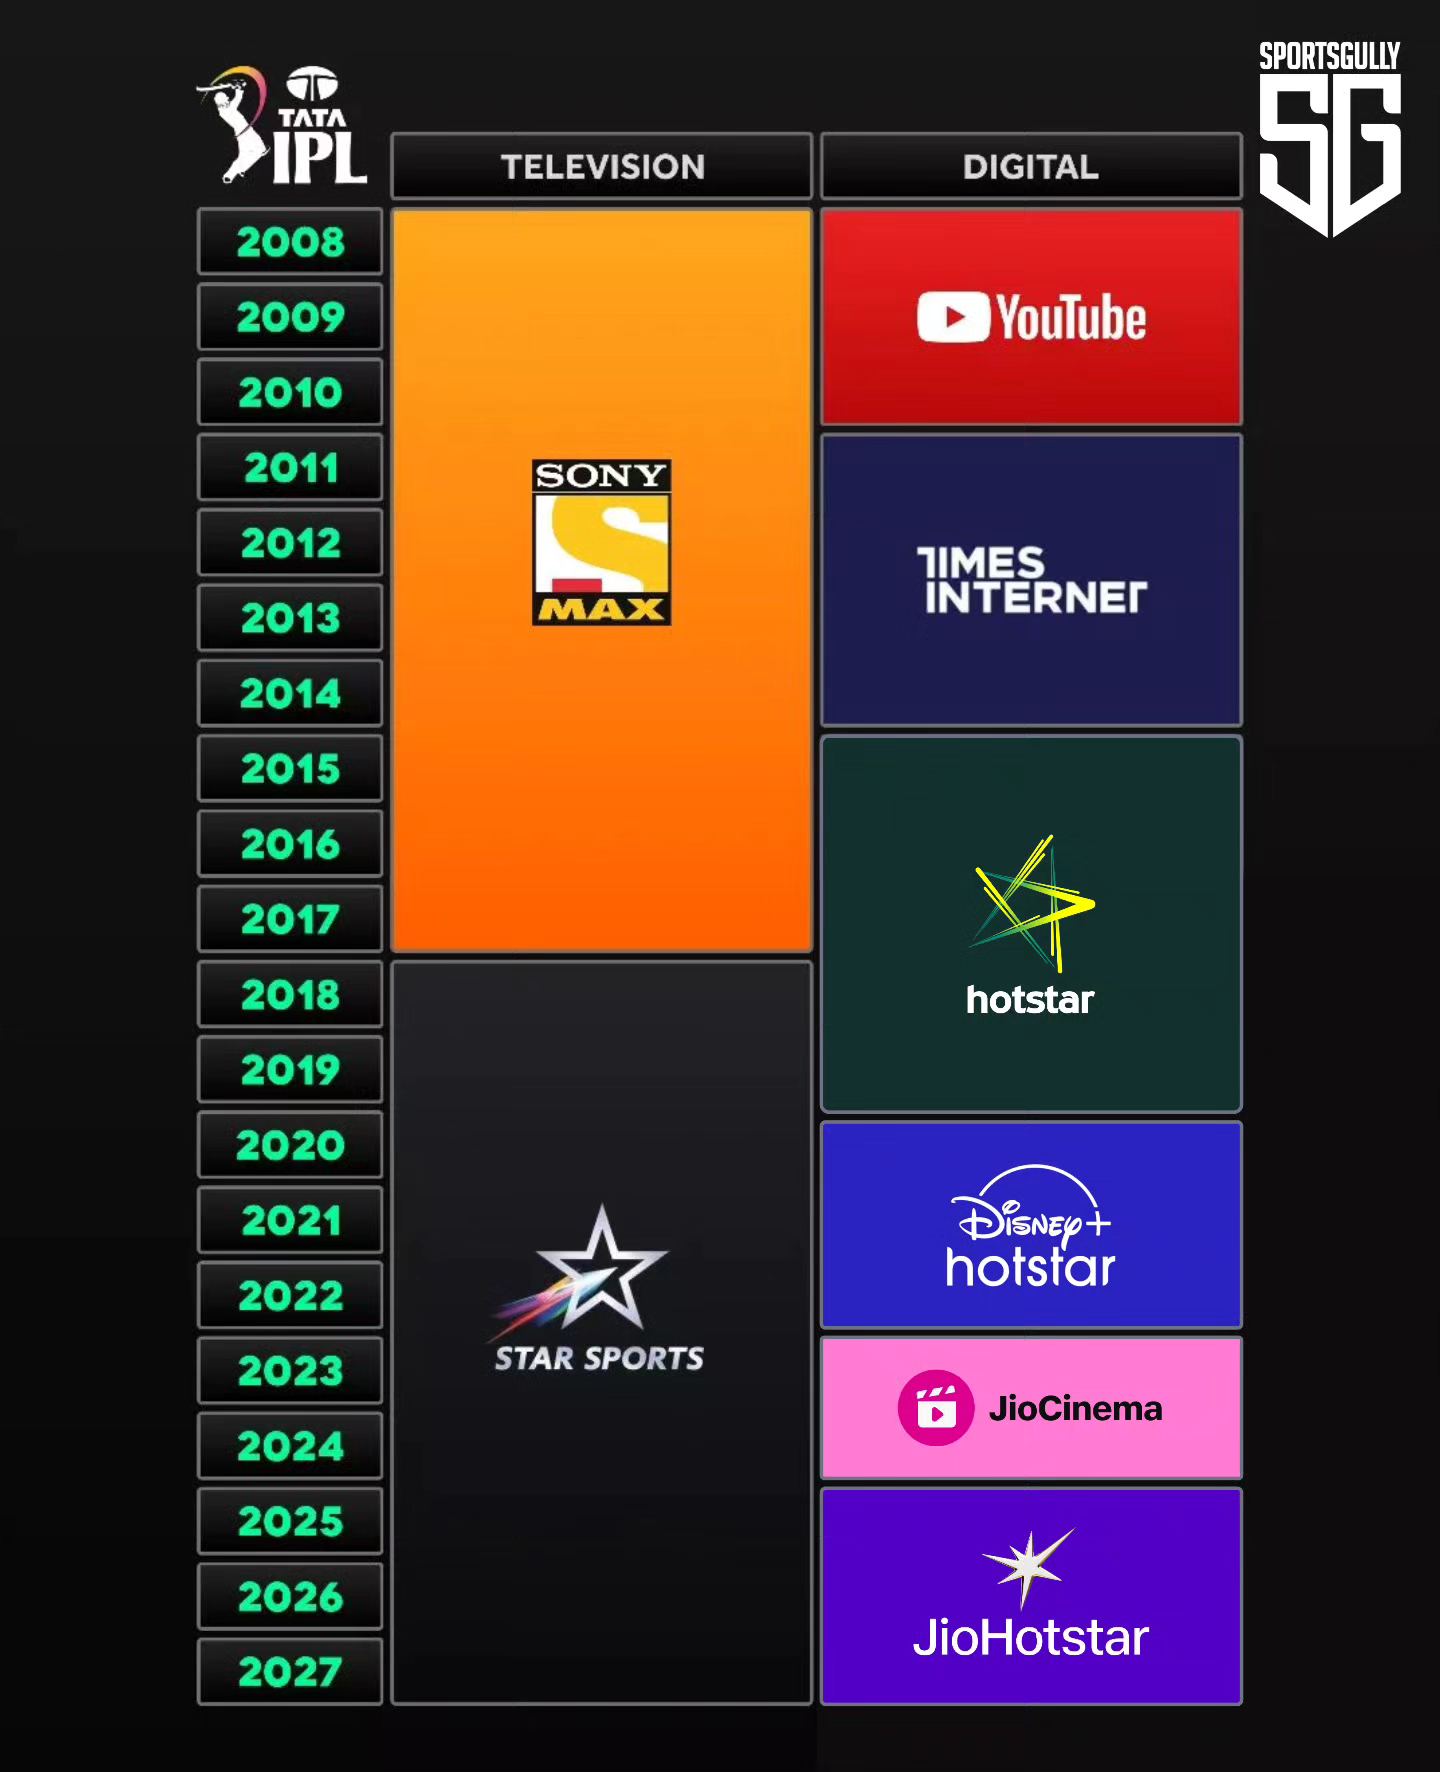 SPORTSGULLY
SG
TATA
IPL
TELEVISION
DIGITAL
2008
2009
2010
2011
2012
2013
2014
2015
2016
2017
2018
2019
2020
2021
2022
2023
2024
2025
2026
2027
SONY
S
MAX
STAR SPORTS
YouTube
TIMES
INTERNET
hotstar
Disney+
hotstar
JioCinema
JioHotstar